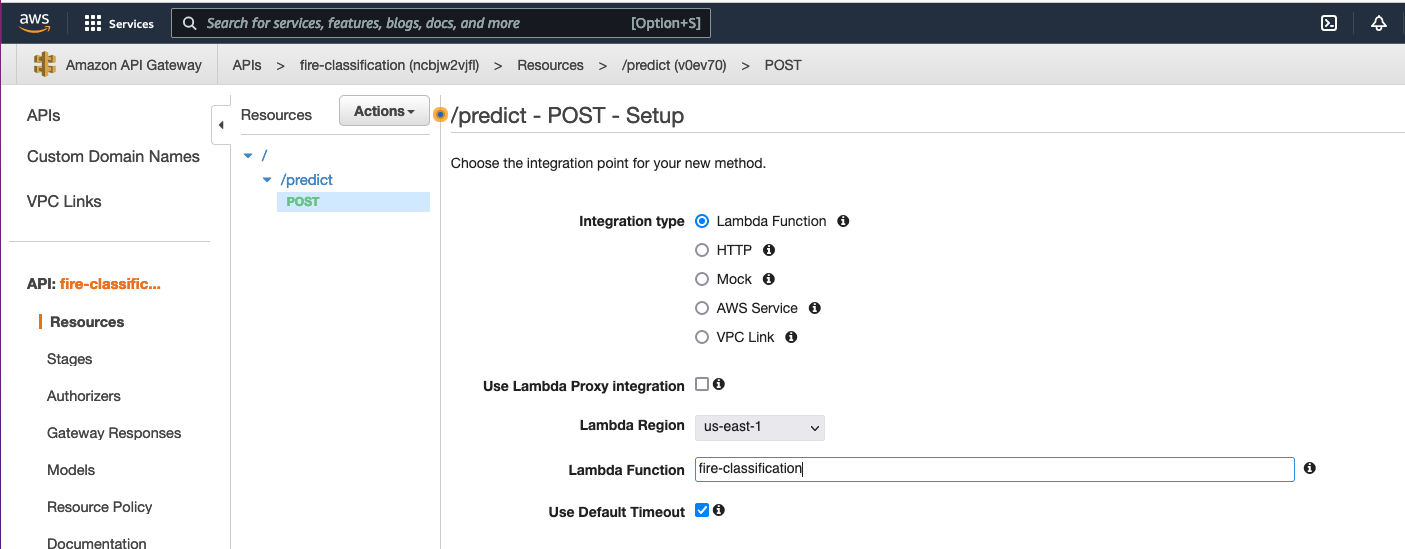 aws
Services
Search for services, features, blogs, docs, and more
[Option+S]
Amazon API Gateway
APIs > fire-classification (ncbjw2vjfl) > Resources > /predict (v0ev70) > POST
APIs
Custom Domain Names
VPC Links
API: fire-classific...
Resources
Stages
Authorizers
Gateway Responses
Models
Resource Policy
Documentation
Resources
Actions
/
/predict
POST
/predict - POST - Setup
Choose the integration point for your new method.
Integration type
Lambda Function
HTTP
Mock
AWS Service
VPC Link
Use Lambda Proxy integration
Lambda Region us-east-1
Lambda Function fire-classification
Use Default Timeout